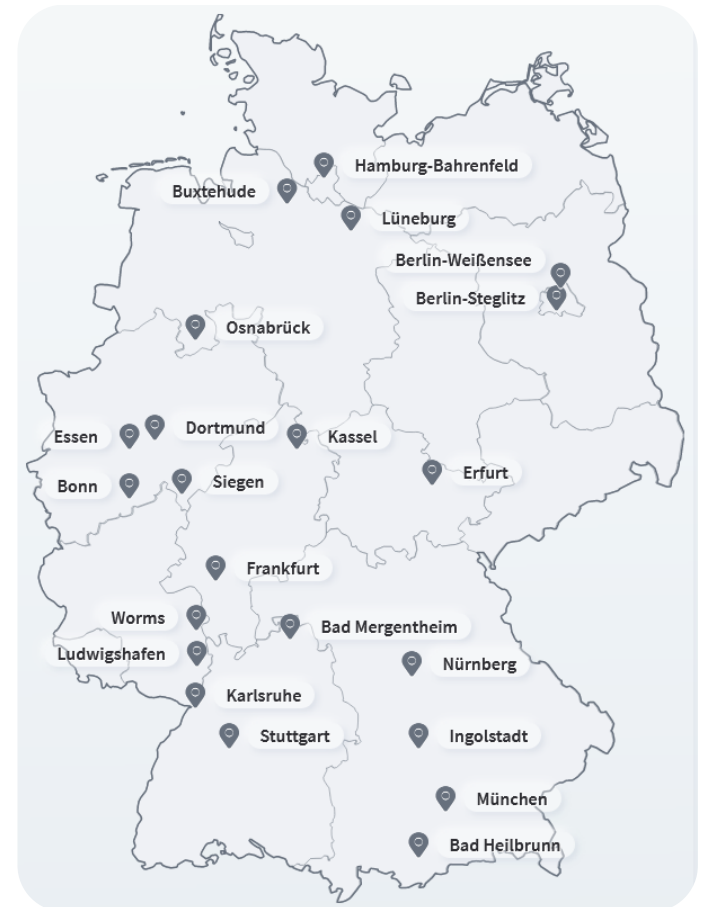 Hamburg-Bahrenfeld
Buxtehude
Lüneburg
Berlin-Weißensee
Berlin-Steglitz
Osnabrück
Dortmund
Essen
Kassel
Erfurt
Siegen
Bonn
Frankfurt
Worms
Bad Mergentheim
Ludwigshafen
Nürnberg
Karlsruhe
Stuttgart
Ingolstadt
München
Bad Heilbrunn